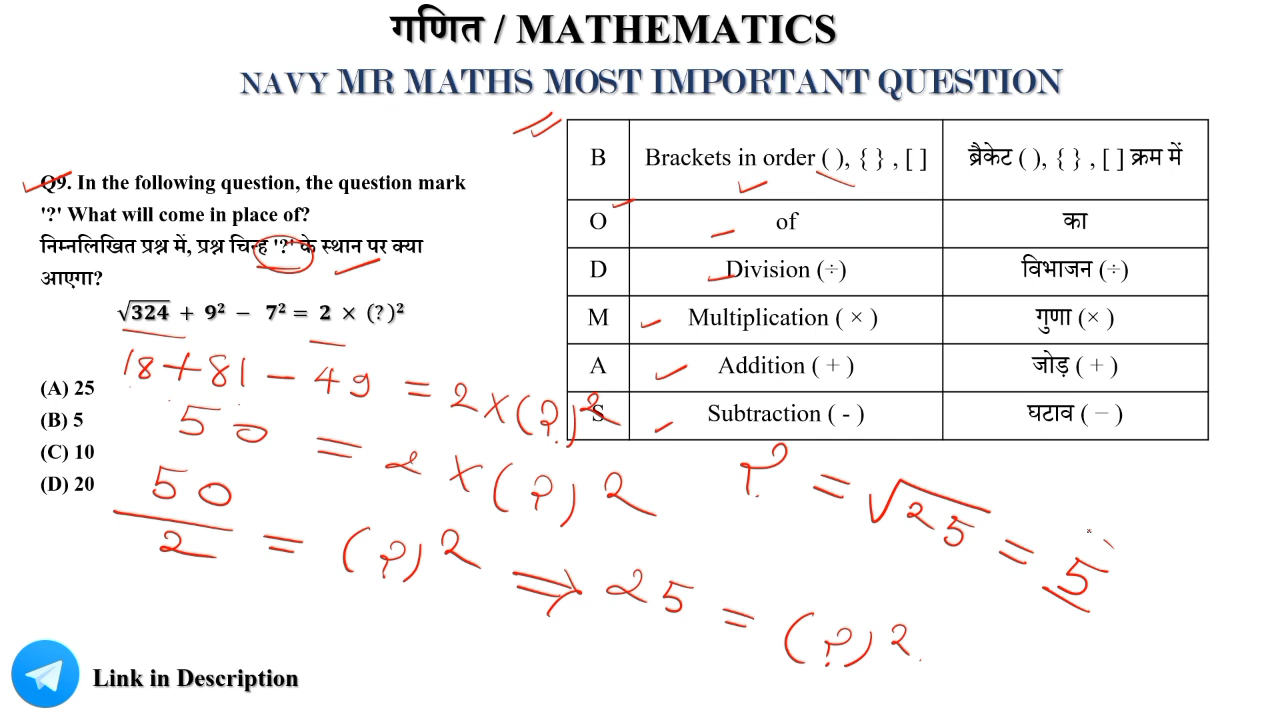 गणित / MATHEMATICS
NAVY MR MATHS MOST IMPORTANT QUESTION
Q9. In the following question, the question mark
'?' What will come in place of?
निम्नलिखित प्रश्न में, प्रश्न चिन्ह '?' के स्थान पर क्या
आएगा?
√324 + 9² − 7² = 2 × (?)²
18 + 81 − 49 = 2 × (?)²
50 = 2 × (?)²
50/2 = (?)² ⇒ 25 = (?)²
? = √25 = 5
(A) 25
(B) 5
(C) 10
(D) 20
B Brackets in order ( ), { } , [ ] ब्रैकेट ( ), { } , [ ] क्रम में
O of का
D Division (÷) विभाजन (÷)
M Multiplication ( × ) गुणा (× )
A Addition ( + ) जोड़ ( + )
S Subtraction ( - ) घटाव ( − )
Link in Description